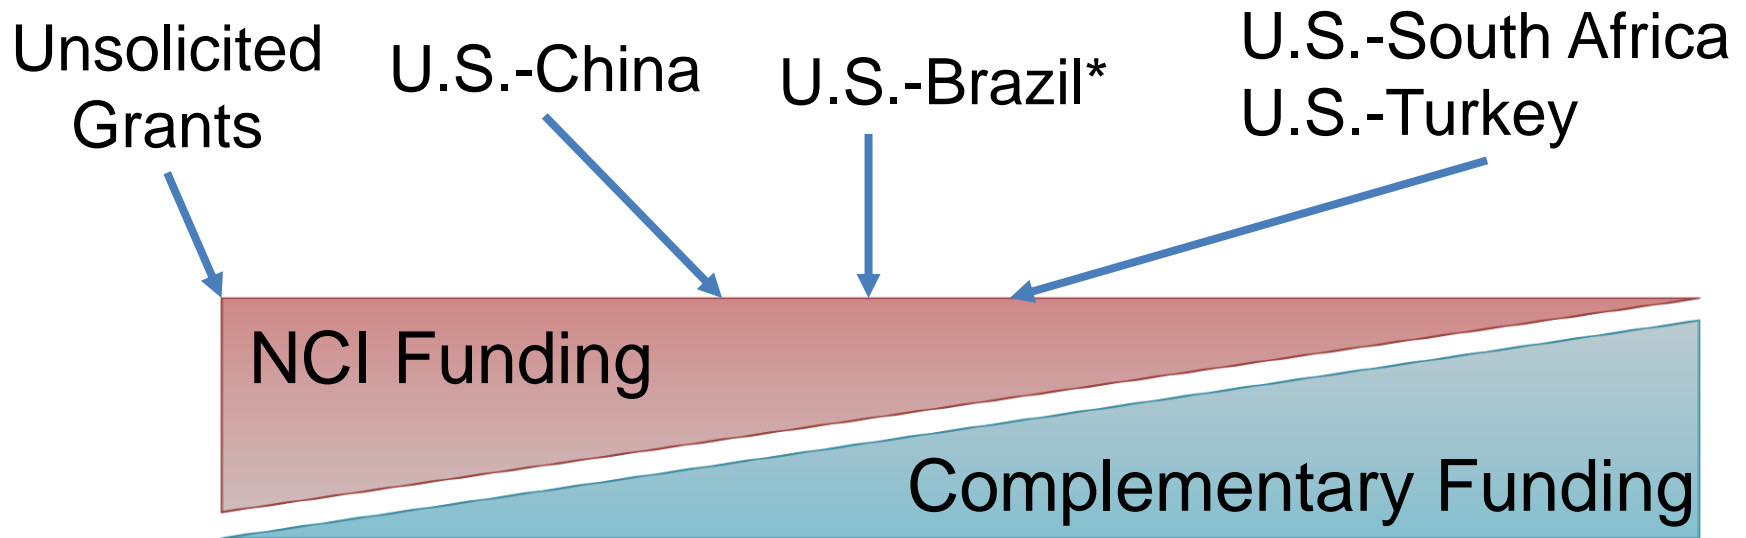 Unsolicited
Grants
U.S.-China
U.S.-Brazil*
U.S.-South Africa
U.S.-Turkey
NCI Funding
Complementary Funding